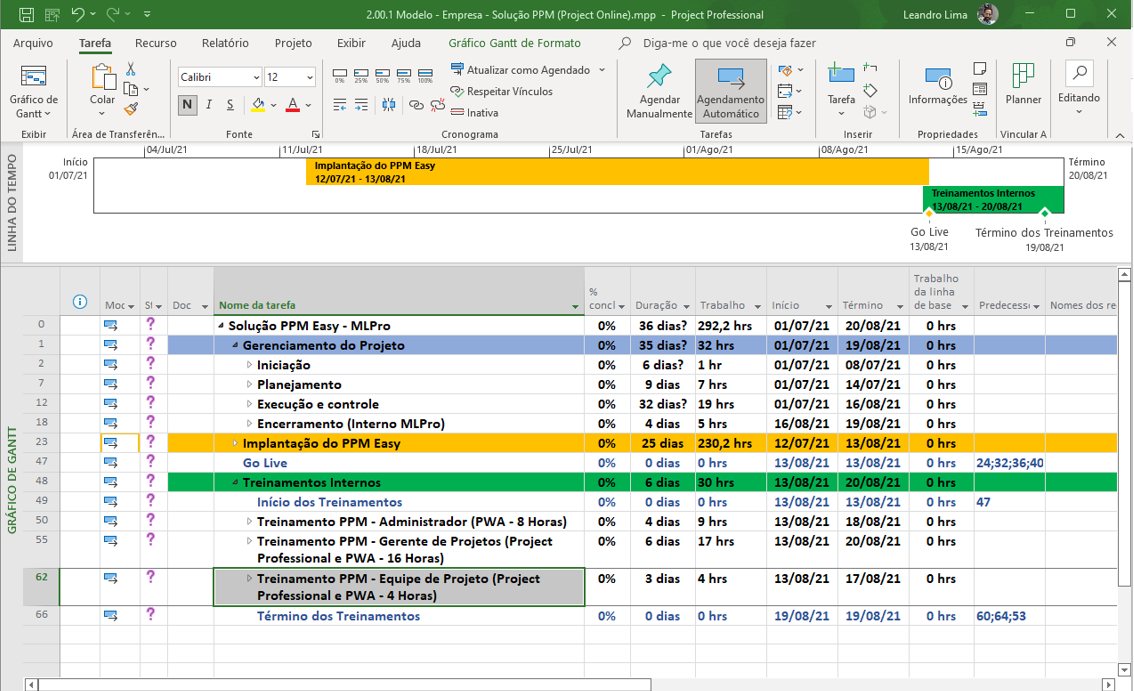 2.00.1 Modelo - Empresa - Solução PPM (Project Online).mpp - Project Professional
Leandro Lima
Arquivo Tarefa Recurso Relatório Projeto Exibir Ajuda Gráfico Gantt de Formato Diga-me o que você deseja fazer
Gráfico de Gantt
Exibir
Colar
Área de Transferên...
Calibri 12
N I S A
Fonte
0% 25% 50% 75% 100%
Atualizar como Agendado
Respeitar Vínculos
Inativa
Cronograma
Agendar Manualmente
Agendamento Automático
Tarefas
Tarefa
Inserir
Informações
Propriedades
Planner
Vincular A
Editando
LINHA DO TEMPO
04/Jul/21 11/Jul/21 18/Jul/21 25/Jul/21 01/Ago/21 08/Ago/21 15/Ago/21
Início
01/07/21
Implantação do PPM Easy
12/07/21 - 13/08/21
Término
20/08/21
Treinamentos Internos
13/08/21 - 20/08/21
Go Live
13/08/21
Término dos Treinamentos
19/08/21
GRÁFICO DE GANTT
Doc Nome da tarefa % concl Duração Trabalho Início Término Trabalho da linha de base Predecess Nomes dos re
0 ? Solução PPM Easy - MLPro 0% 36 dias? 292,2 hrs 01/07/21 20/08/21 0 hrs
1 ? Gerenciamento do Projeto 0% 35 dias? 32 hrs 01/07/21 19/08/21 0 hrs
2 ? Iniciação 0% 6 dias? 1 hr 01/07/21 08/07/21 0 hrs
7 ? Planejamento 0% 9 dias 7 hrs 01/07/21 14/07/21 0 hrs
12 ? Execução e controle 0% 32 dias? 19 hrs 01/07/21 16/08/21 0 hrs
18 ? Encerramento (Interno MLPro) 0% 4 dias 5 hrs 16/08/21 19/08/21 0 hrs
23 ? Implantação do PPM Easy 0% 25 dias 230,2 hrs 12/07/21 13/08/21 0 hrs
47 ? Go Live 0% 0 dias 0 hrs 13/08/21 13/08/21 0 hrs 24;32;36;40
48 ? Treinamentos Internos 0% 6 dias 30 hrs 13/08/21 20/08/21 0 hrs
49 ? Início dos Treinamentos 0% 0 dias 0 hrs 13/08/21 13/08/21 0 hrs 47
50 ? Treinamento PPM - Administrador (PWA - 8 Horas) 0% 4 dias 9 hrs 13/08/21 18/08/21 0 hrs
55 ? Treinamento PPM - Gerente de Projetos (Project 0% 6 dias 17 hrs 13/08/21 20/08/21 0 hrs
Professional e PWA - 16 Horas)
62 ? Treinamento PPM - Equipe de Projeto (Project 0% 3 dias 4 hrs 13/08/21 17/08/21 0 hrs
Professional e PWA - 4 Horas)
66 ? Término dos Treinamentos 0% 0 dias 0 hrs 19/08/21 19/08/21 0 hrs 60;64;53